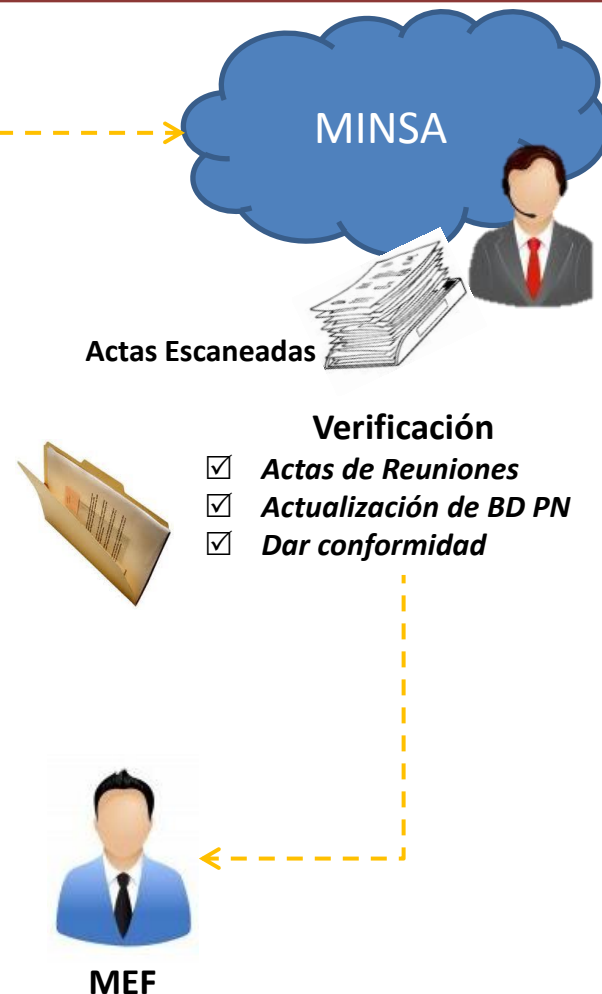 MINSA
Actas Escaneadas
Verificación
☑ Actas de Reuniones
☑ Actualización de BD PN
☑ Dar conformidad
MEF